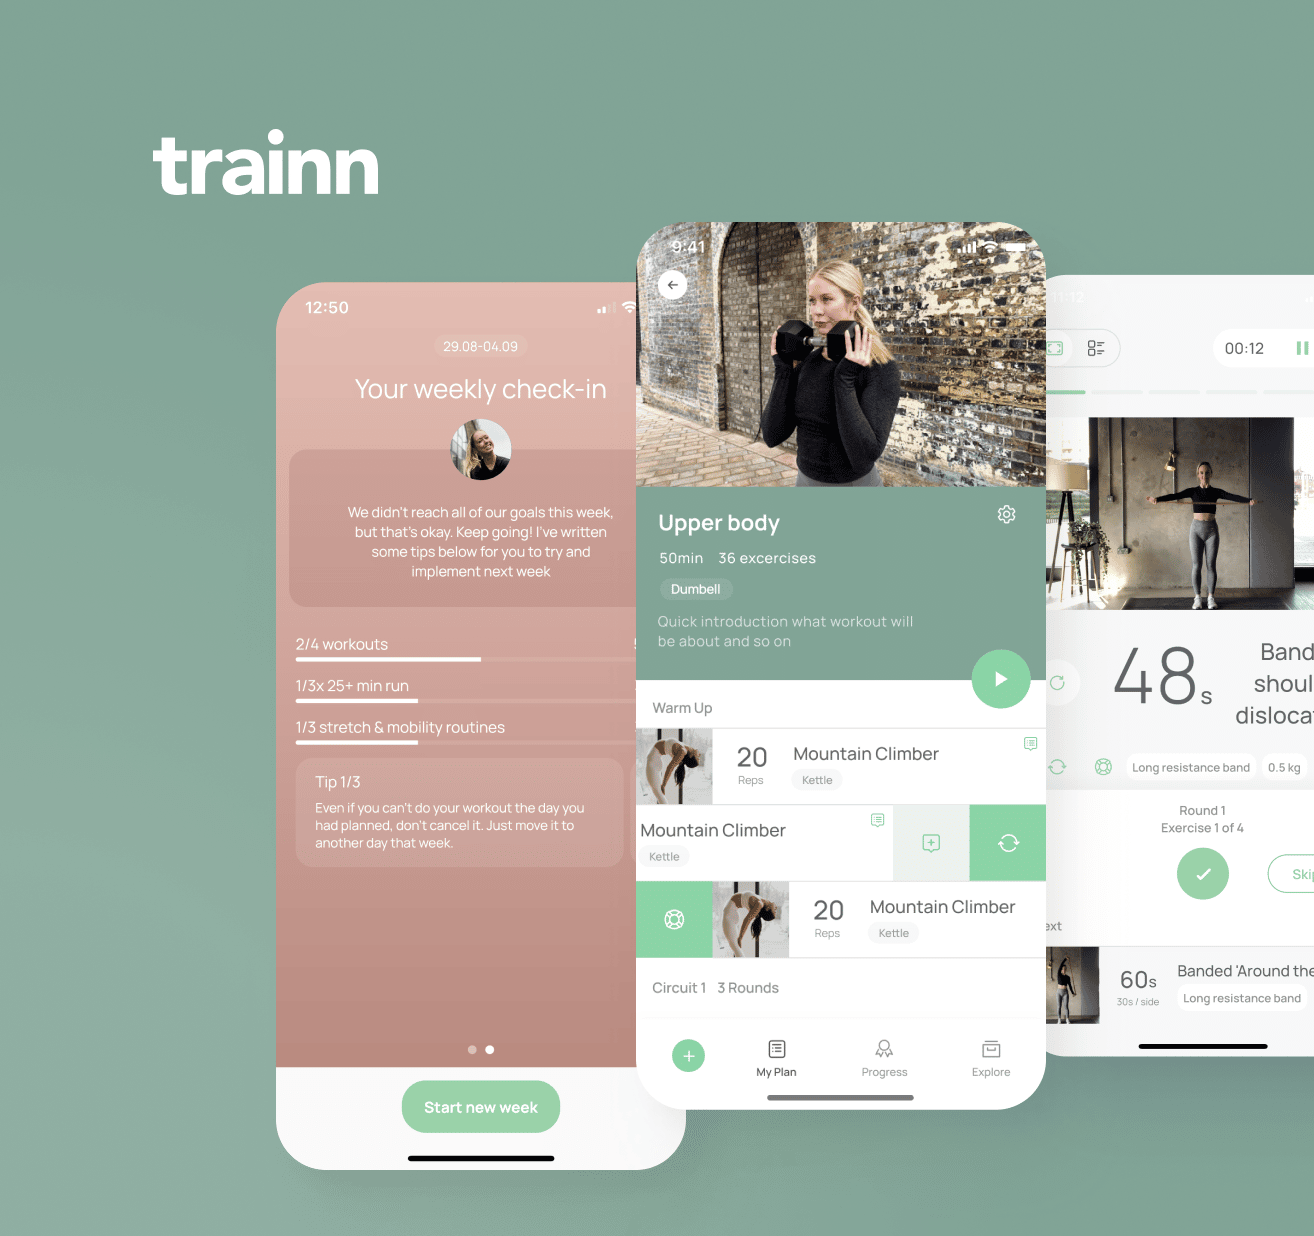 trainn
12:50
29.08-04.09
Your weekly check-in
We didn't reach all of our goals this week,
but that's okay. Keep going! I've written
some tips below for you to try and
implement next week
2/4 workouts
1/3x 25+ min run
1/3 stretch & mobility routines
Tip 1/3
Even if you can't do your workout the day you
had planned, don't cancel it. Just move it to
another day that week.
Start new week
9:41
Upper body
50min 36 excercises
Dumbell
Quick introduction what workout will
be about and so on
Warm Up
20
Reps
Mountain Climber
Kettle
Mountain Climber
Kettle
20
Reps
Mountain Climber
Kettle
Circuit 1 3 Rounds
My Plan
Progress
Explore
11:12
00:12
48s
Band
shoul
disloca
Long resistance band
0.5 kg
Round 1
Exercise 1 of 4
Ski
ext
60s
30s / side
Banded 'Around the
Long resistance band